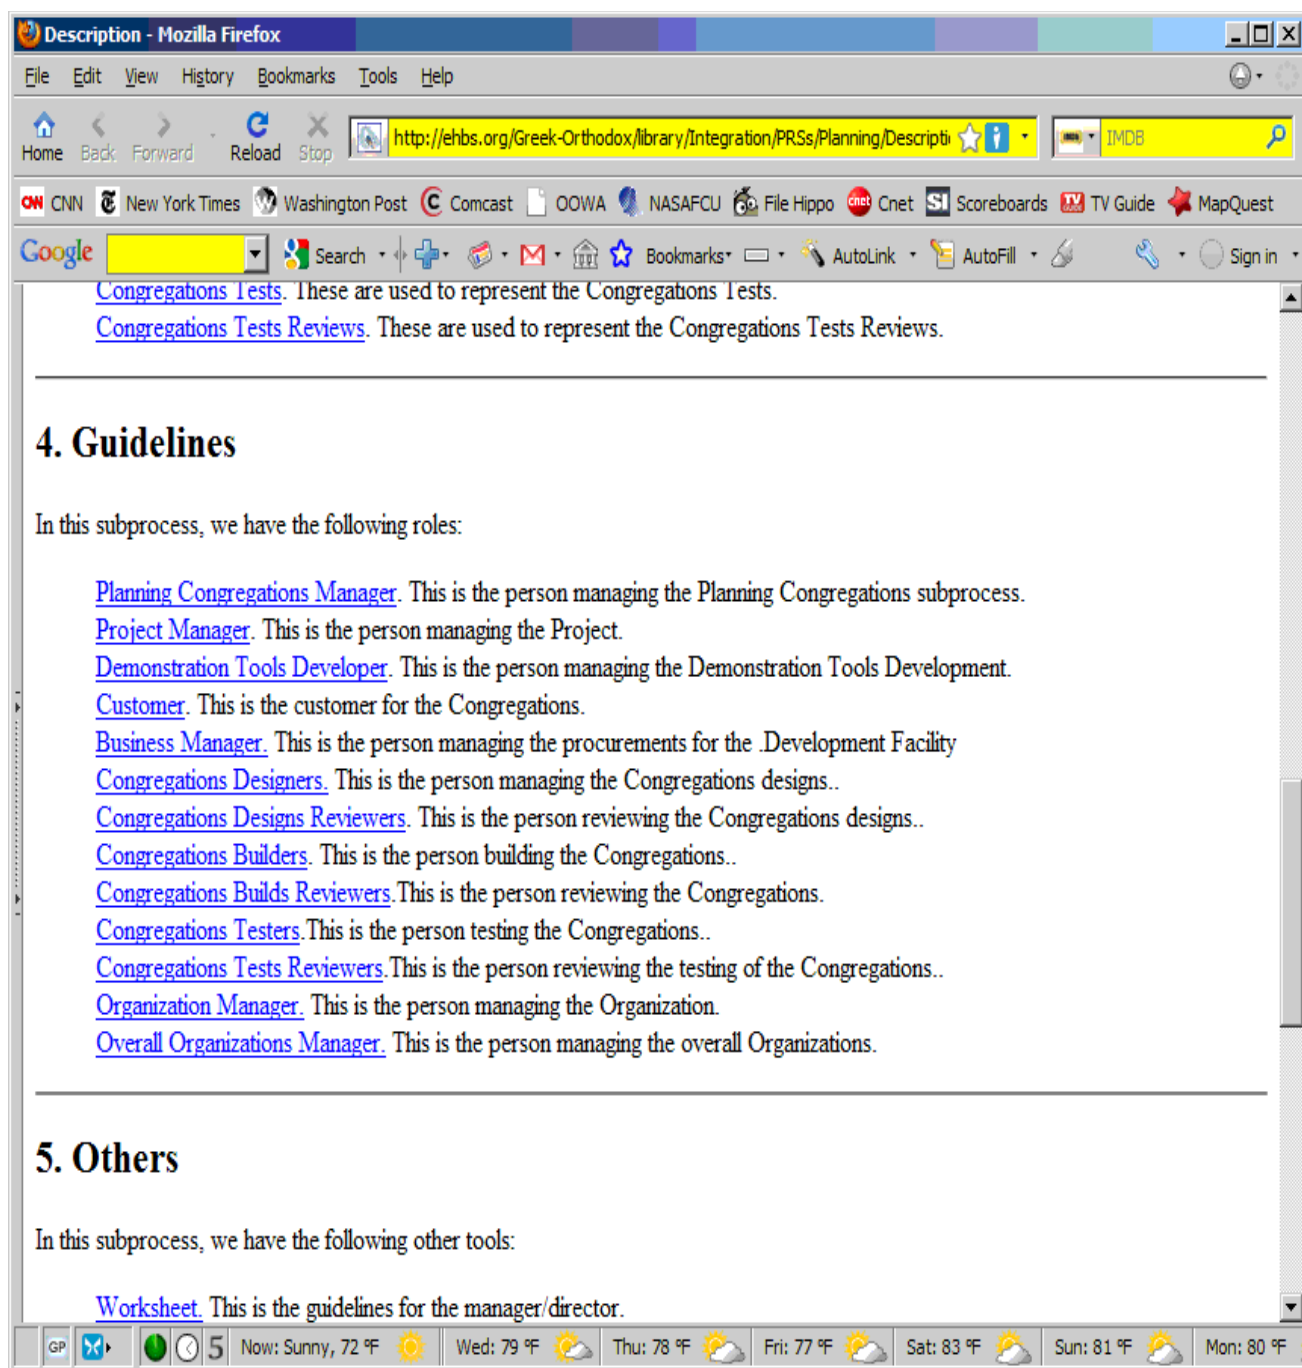 Description - Mozilla Firefox
File Edit View History Bookmarks Tools Help
Home Back Forward Reload Stop http://ehbs.org/Greek-Orthodox/library/Integration/PRSs/Planning/Descripti IMDB
CNN New York Times Washington Post Comcast OOWA NASAFCU File Hippo Cnet Scoreboards TV Guide MapQuest
Google Search Bookmarks AutoLink AutoFill Sign in
Congregations Tests. These are used to represent the Congregations Tests.
Congregations Tests Reviews. These are used to represent the Congregations Tests Reviews.
4. Guidelines
In this subprocess, we have the following roles:
Planning Congregations Manager. This is the person managing the Planning Congregations subprocess.
Project Manager. This is the person managing the Project.
Demonstration Tools Developer. This is the person managing the Demonstration Tools Development.
Customer. This is the customer for the Congregations.
Business Manager. This is the person managing the procurements for the .Development Facility
Congregations Designers. This is the person managing the Congregations designs..
Congregations Designs Reviewers. This is the person reviewing the Congregations designs..
Congregations Builders. This is the person building the Congregations..
Congregations Builds Reviewers.This is the person reviewing the Congregations.
Congregations Testers.This is the person testing the Congregations..
Congregations Tests Reviewers.This is the person reviewing the testing of the Congregations..
Organization Manager. This is the person managing the Organization.
Overall Organizations Manager. This is the person managing the overall Organizations.
5. Others
In this subprocess, we have the following other tools:
Worksheet. This is the guidelines for the manager/director.
GP 5 Now: Sunny, 72 °F Wed: 79 °F Thu: 78 °F Fri: 77 °F Sat: 83 °F Sun: 81 °F Mon: 80 °F